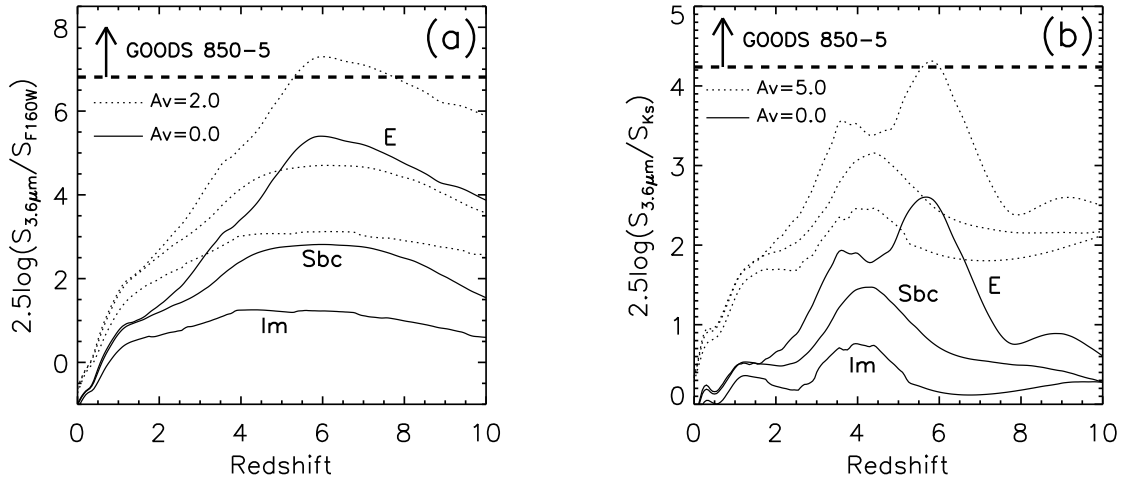 (a)
GOODS 850-5
Av=2.0
Av=0.0
E
Sbc
Im
8
6
4
2
0
2.5log(S3.6μm/SF160W)
0 2 4 6 8 10
Redshift
(b)
GOODS 850-5
Av=5.0
Av=0.0
E
Sbc
Im
5
4
3
2
1
0
2.5log(S3.6μm/SKs)
0 2 4 6 8 10
Redshift